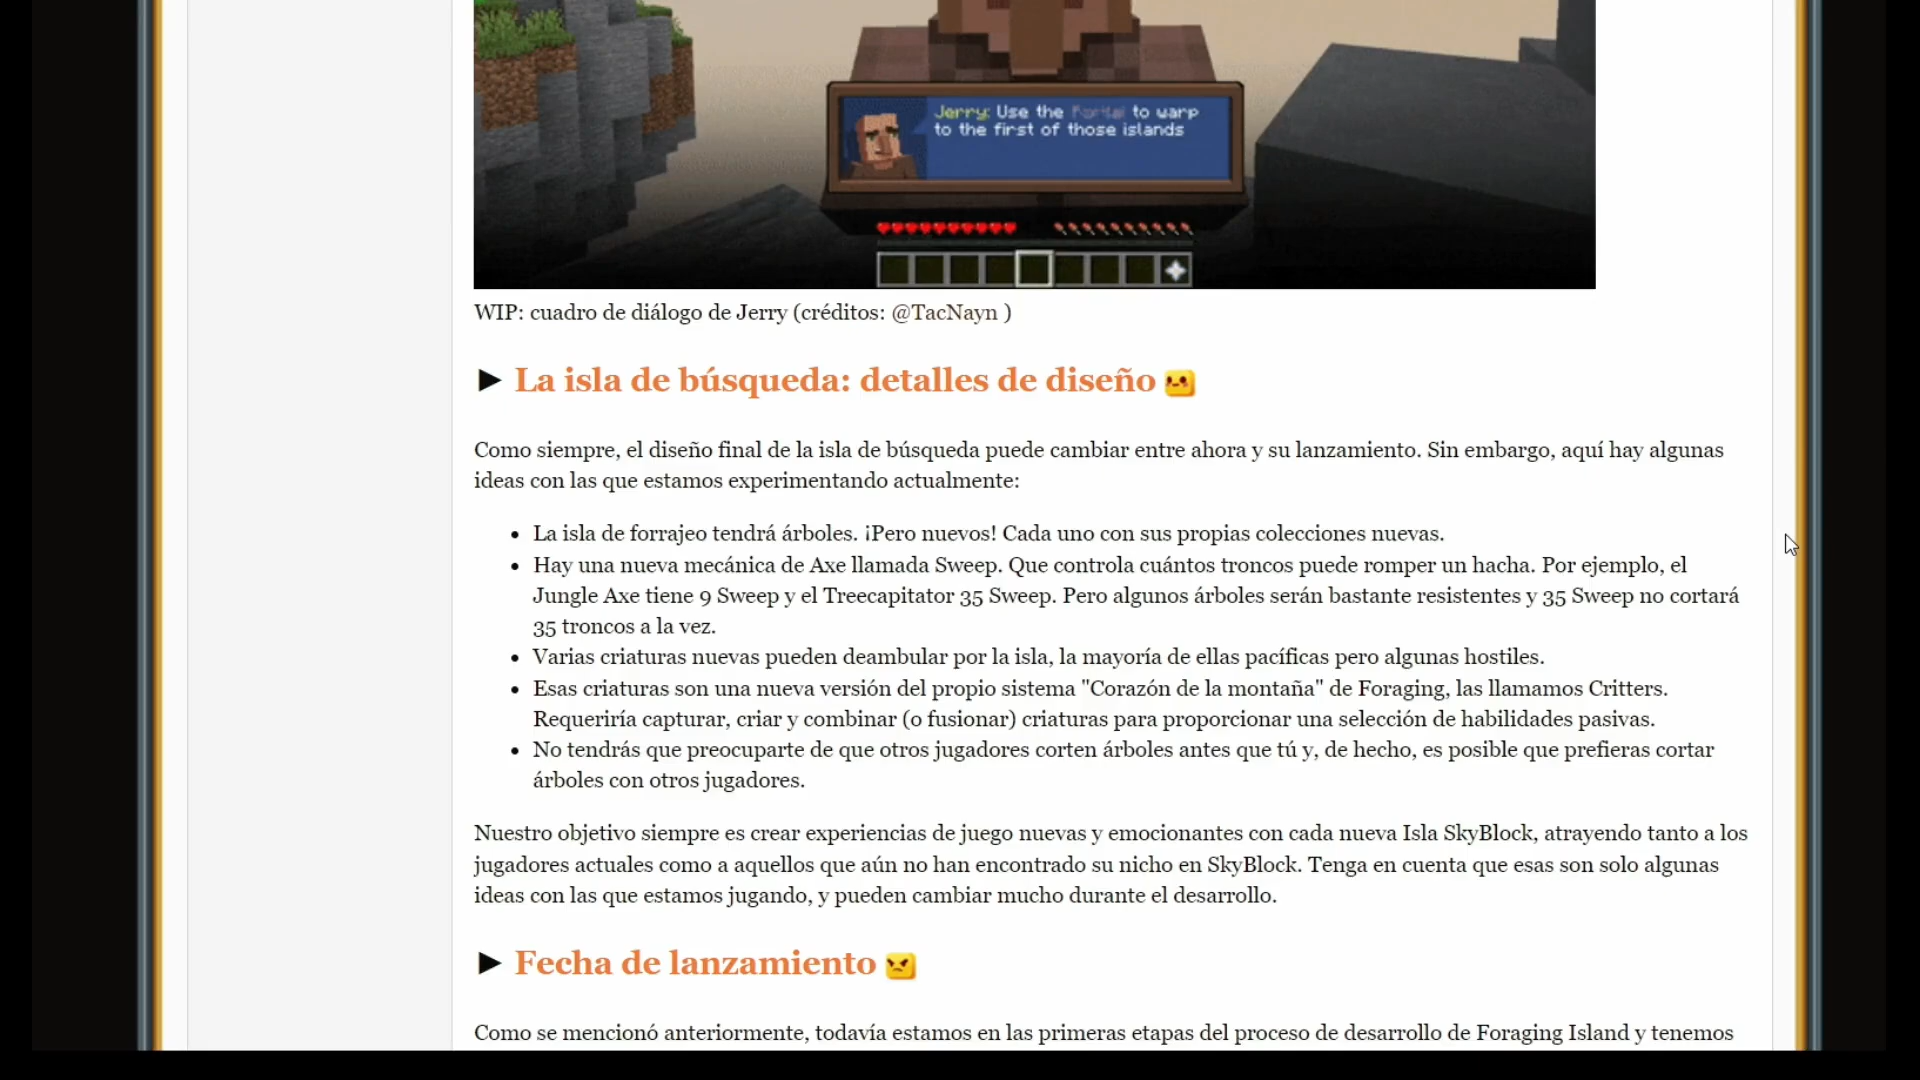 Jerry: Use the Portal to warp
to the first of those islands
WIP: cuadro de diálogo de Jerry (créditos: @TacNayn )
► La isla de búsqueda: detalles de diseño
Como siempre, el diseño final de la isla de búsqueda puede cambiar entre ahora y su lanzamiento. Sin embargo, aquí hay algunas
ideas con las que estamos experimentando actualmente:
• La isla de forrajeo tendrá árboles. ¡Pero nuevos! Cada uno con sus propias colecciones nuevas.
• Hay una nueva mecánica de Axe llamada Sweep. Que controla cuántos troncos puede romper un hacha. Por ejemplo, el
Jungle Axe tiene 9 Sweep y el Treecapitator 35 Sweep. Pero algunos árboles serán bastante resistentes y 35 Sweep no cortará
35 troncos a la vez.
• Varias criaturas nuevas pueden deambular por la isla, la mayoría de ellas pacíficas pero algunas hostiles.
• Esas criaturas son una nueva versión del propio sistema "Corazón de la montaña" de Foraging, las llamamos Critters.
Requeriría capturar, criar y combinar (o fusionar) criaturas para proporcionar una selección de habilidades pasivas.
• No tendrás que preocuparte de que otros jugadores corten árboles antes que tú y, de hecho, es posible que prefieras cortar
árboles con otros jugadores.
Nuestro objetivo siempre es crear experiencias de juego nuevas y emocionantes con cada nueva Isla SkyBlock, atrayendo tanto a los
jugadores actuales como a aquellos que aún no han encontrado su nicho en SkyBlock. Tenga en cuenta que esas son solo algunas
ideas con las que estamos jugando, y pueden cambiar mucho durante el desarrollo.
► Fecha de lanzamiento
Como se mencionó anteriormente, todavía estamos en las primeras etapas del proceso de desarrollo de Foraging Island y tenemos